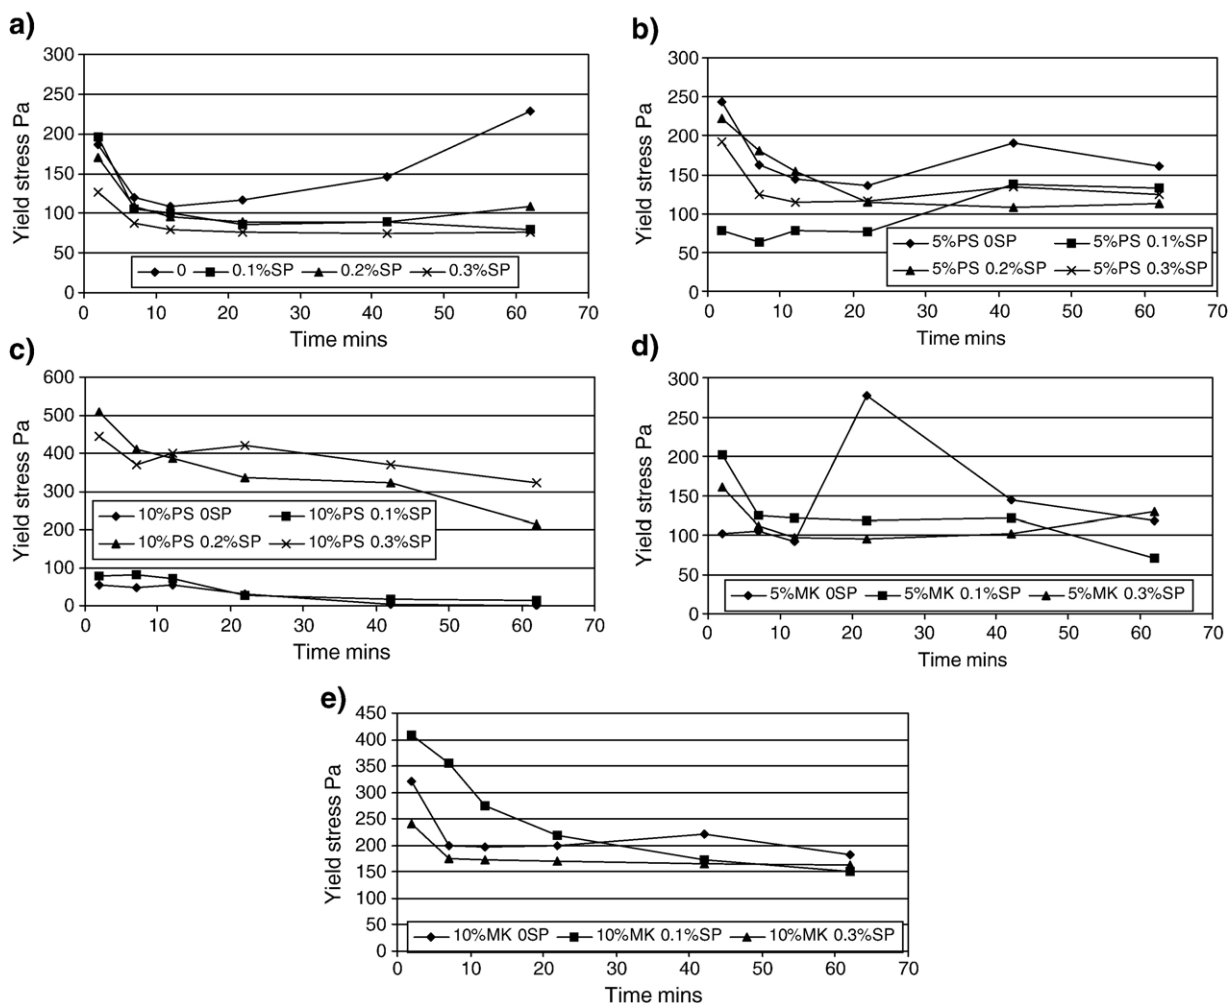 a)
Yield stress Pa
300
250
200
150
100
50
0
0 0.1%SP 0.2%SP 0.3%SP
0 10 20 30 40 50 60 70
Time mins
b)
Yield stress Pa
300
250
200
150
100
50
0
5%PS 0SP 5%PS 0.1%SP
5%PS 0.2%SP 5%PS 0.3%SP
0 10 20 30 40 50 60 70
Time mins
c)
Yield stress Pa
600
500
400
300
200
100
0
10%PS 0SP 10%PS 0.1%SP
10%PS 0.2%SP 10%PS 0.3%SP
0 10 20 30 40 50 60 70
Time mins
d)
Yield stress Pa
300
250
200
150
100
50
0
5%MK 0SP 5%MK 0.1%SP 5%MK 0.3%SP
0 10 20 30 40 50 60 70
Time mins
e)
Yield stress Pa
450
400
350
300
250
200
150
100
50
0
10%MK 0SP 10%MK 0.1%SP 10%MK 0.3%SP
0 10 20 30 40 50 60 70
Time mins